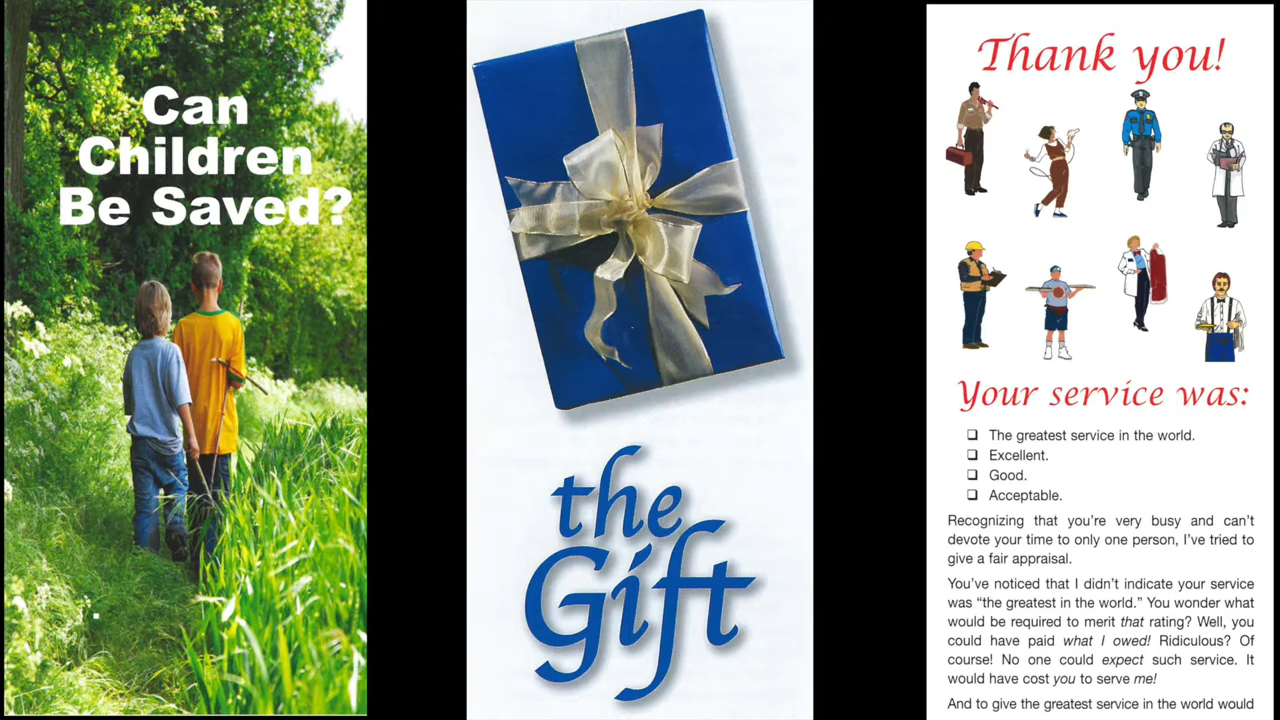 Can
Children
Be Saved?
the
Gift
Thank you!
Your service was:
❑ The greatest service in the world.
❑ Excellent.
❑ Good.
❑ Acceptable.
Recognizing that you're very busy and can't
devote your time to only one person, I've tried to
give a fair appraisal.
You've noticed that I didn't indicate your service
was “the greatest in the world.” You wonder what
would be required to merit that rating? Well, you
could have paid what I owed! Ridiculous? Of
course! No one could expect such service. It
would have cost you to serve me!
And to give the greatest service in the world would